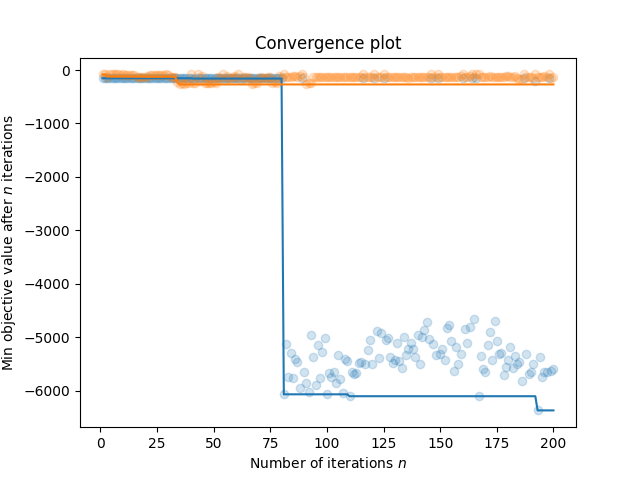 Convergence plot
Min objective value after n iterations
0
−1000
−2000
−3000
−4000
−5000
−6000
0 25 50 75 100 125 150 175 200
Number of iterations n